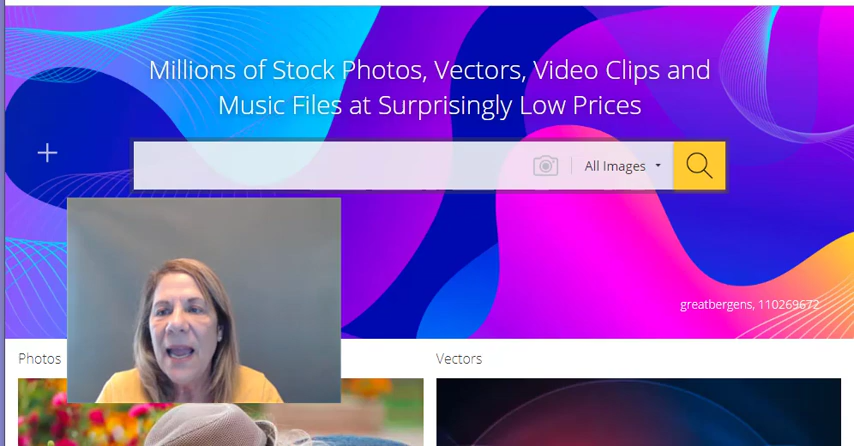 Millions of Stock Photos, Vectors, Video Clips and
Music Files at Surprisingly Low Prices
All Images
greatbergens, 110269672
Photos
Vectors